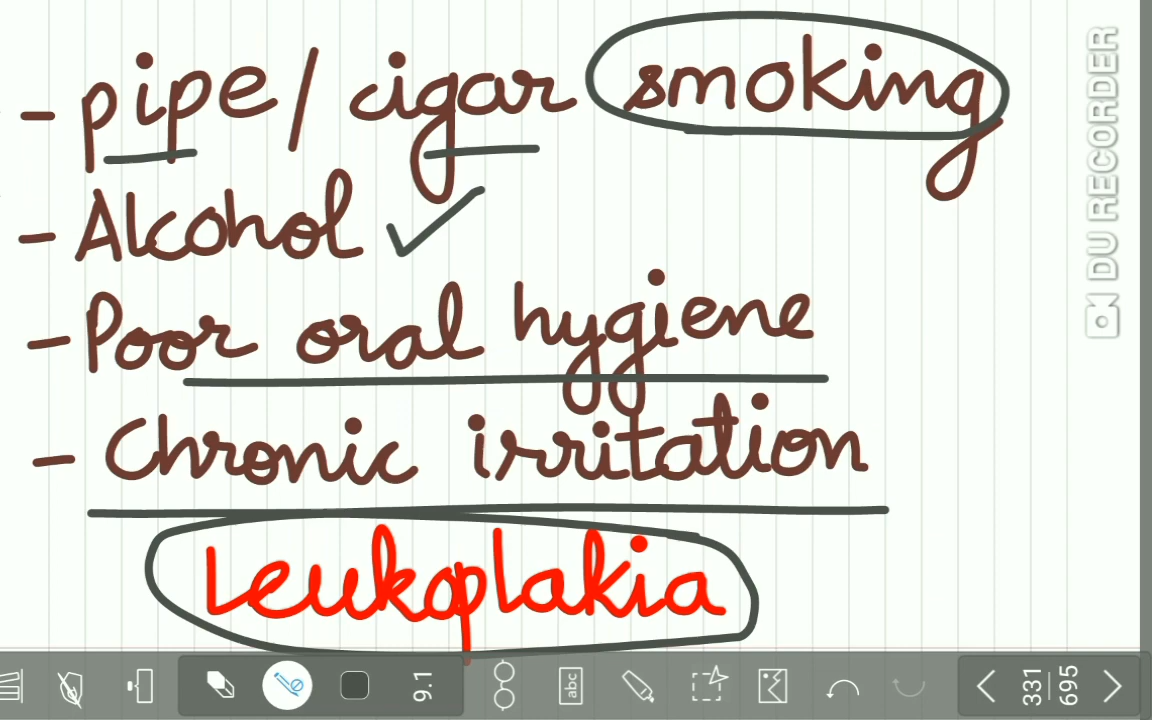 - pipe/ cigar smoking
- Alcohol ✓
- Poor oral hygiene
- Chronic irritation
Leukoplakia
DU RECORDER
9.1
abc
331
695